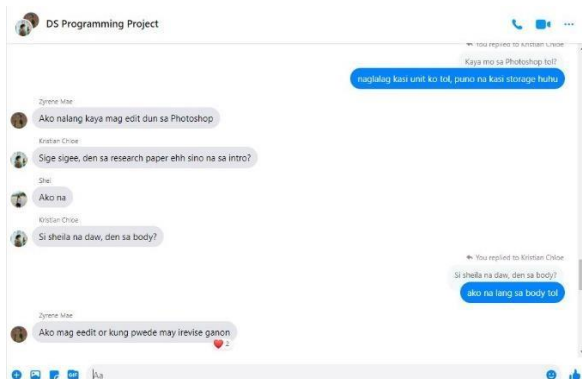 DS Programming Project
You replied to Kristian Chloe
Kaya mo sa Photoshop tol?
naglalag kasi unit ko tol, puno na kasi storage huhu
Zyrene Mae
Ako nalang kaya mag edit dun sa Photoshop
Kristian Chloe
Sige sigee, den sa research paper ehh sino na sa intro?
She
Ako na
Kristian Chloe
Si sheila na daw, den sa body?
You replied to Kristian Chloe
Si sheila na daw, den sa body?
ako na lang sa body tol
Zyrene Mae
Ako mag eedit or kung pwede may irevise ganon
2
GIF
Aa